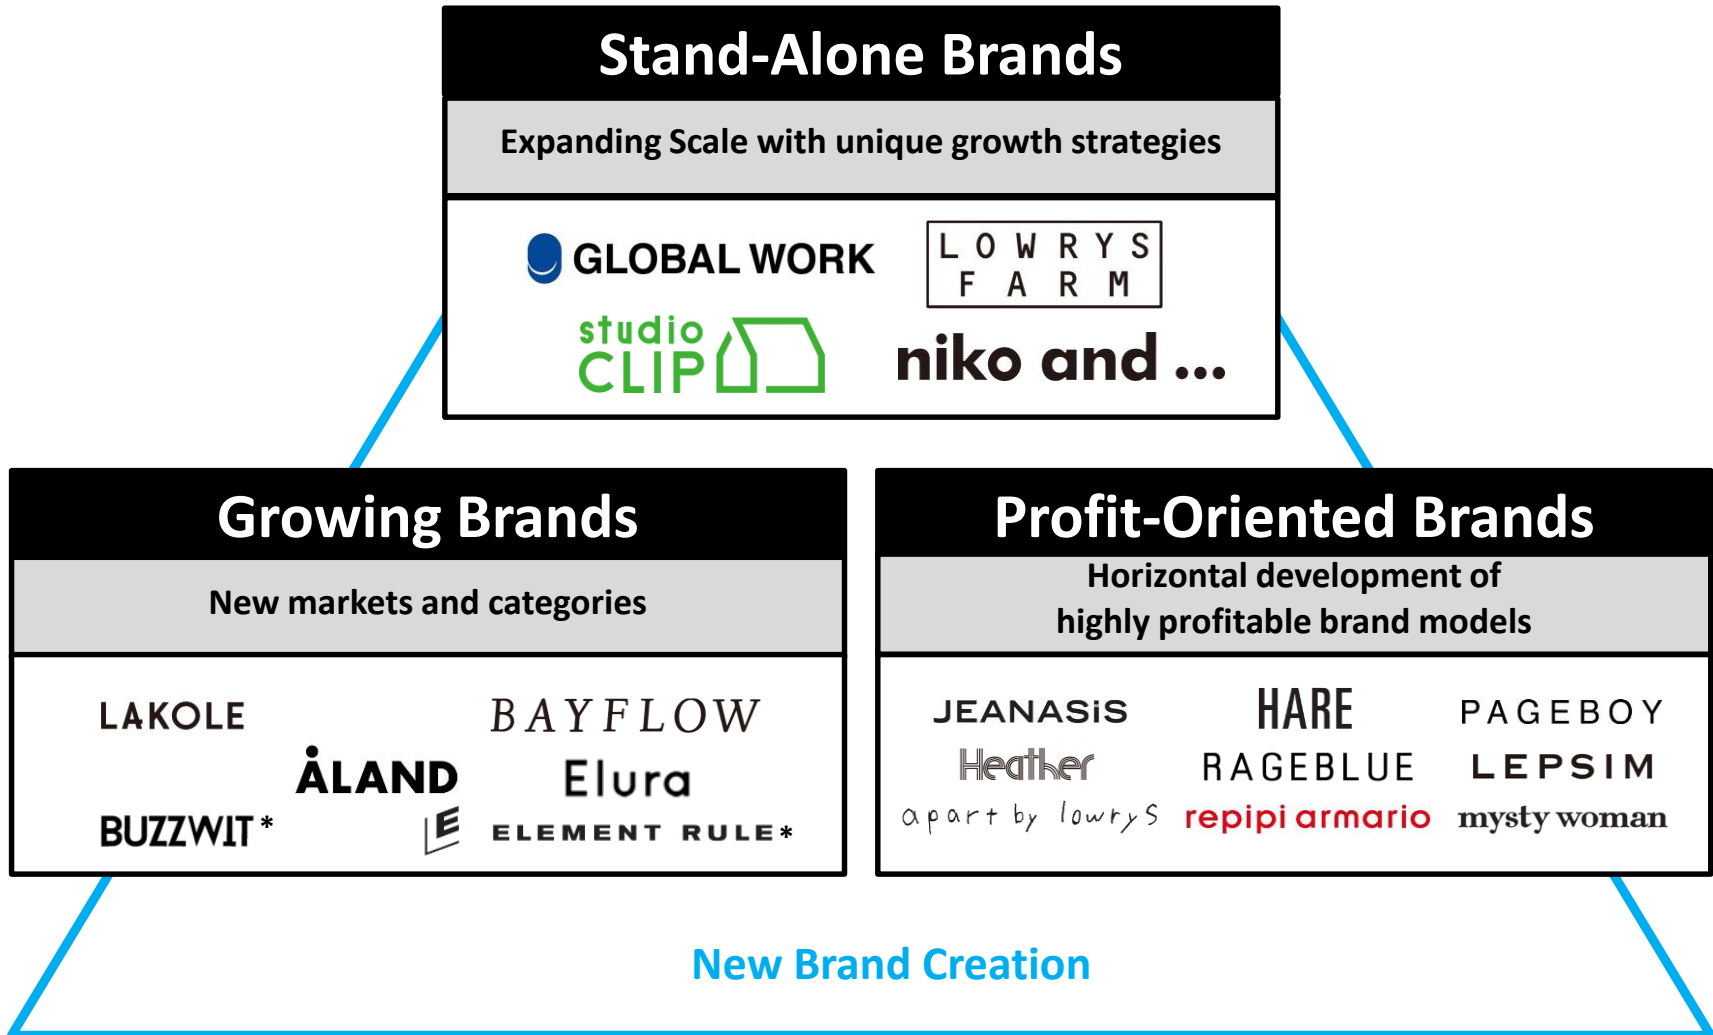 Stand-Alone Brands
Expanding Scale with unique growth strategies
GLOBAL WORK
LOWRYS
FARM
studio
CLIP
niko and ...
Growing Brands
New markets and categories
LAKOLE
BAYFLOW
ÅLAND
Elura
BUZZWIT*
E ELEMENT RULE*
Profit-Oriented Brands
Horizontal development of
highly profitable brand models
JEANASiS
HARE
PAGEBOY
Heather
RAGEBLUE
LEPSIM
apart by lowrys
repipi armario
mysty woman
New Brand Creation